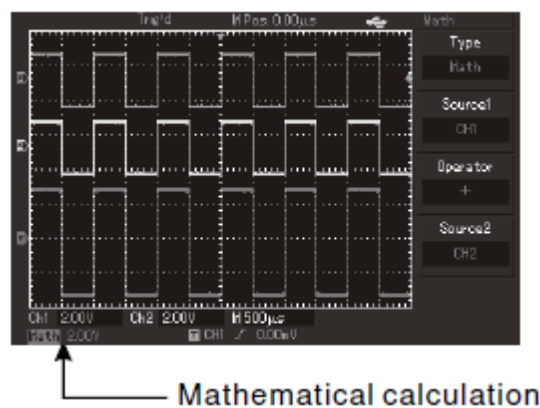 Trig'd M Pos: 0.00μs Math
Type
Math
Source1
CH1
Operator
+
Source2
CH2
CH1 2.00V CH2 2.00V M 500μs
Math 2.00V T CH1 0.00mV
Mathematical calculation